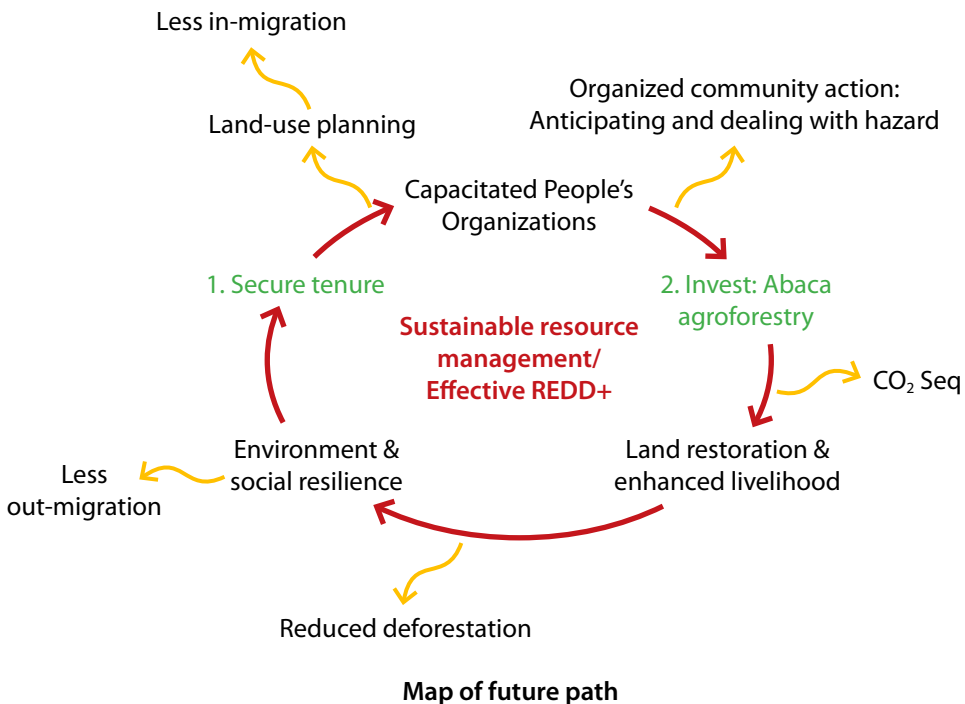 Less in-migration
Organized community action:
Anticipating and dealing with hazard
Land-use planning
Capacitated People’s
Organizations
1. Secure tenure
2. Invest: Abaca
agroforestry
Sustainable resource
management/
Effective REDD+
CO₂ Seq
Environment &
social resilience
Land restoration &
enhanced livelihood
Less
out-migration
Reduced deforestation
Map of future path